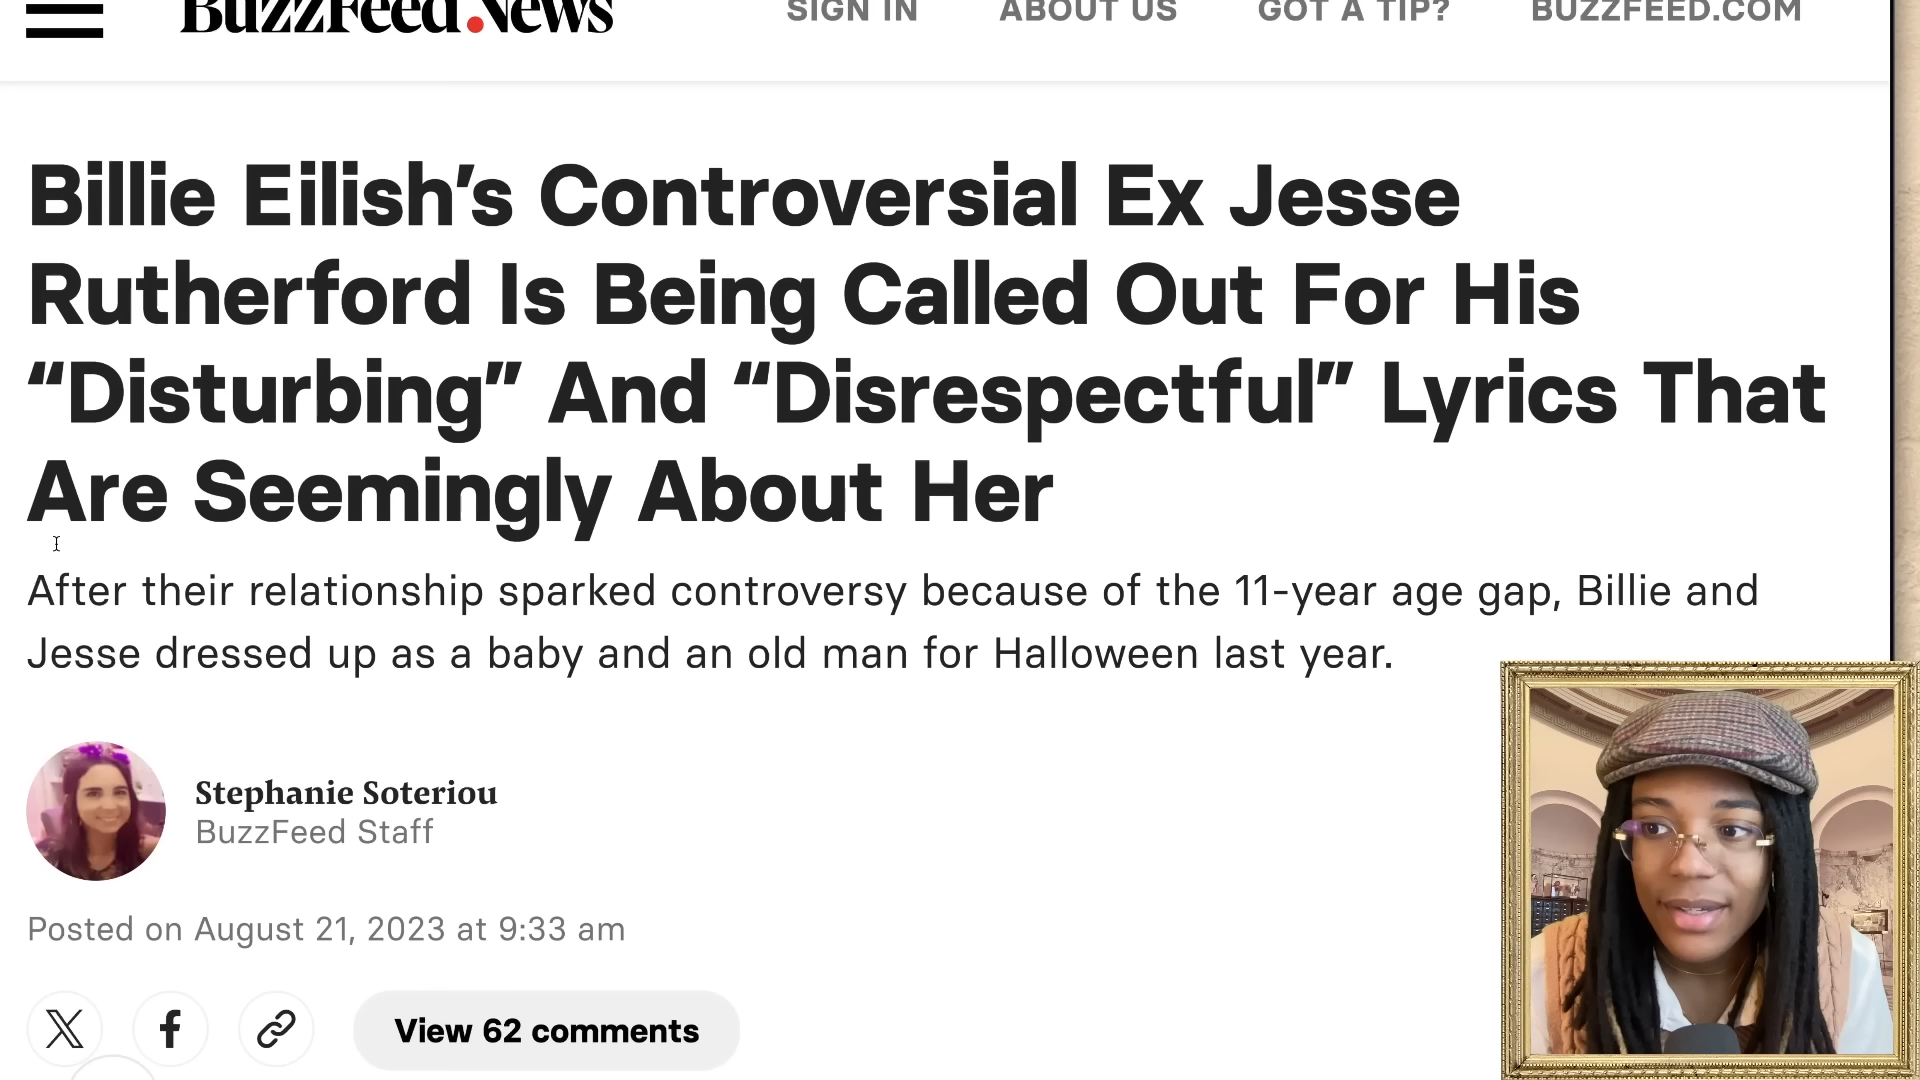 BuzzFeed News
SIGN IN ABOUT US GOT A TIP? BUZZFEED.COM
Billie Eilish’s Controversial Ex Jesse
Rutherford Is Being Called Out For His
“Disturbing” And “Disrespectful” Lyrics That
Are Seemingly About Her
After their relationship sparked controversy because of the 11-year age gap, Billie and
Jesse dressed up as a baby and an old man for Halloween last year.
Stephanie Soteriou
BuzzFeed Staff
Posted on August 21, 2023 at 9:33 am
View 62 comments